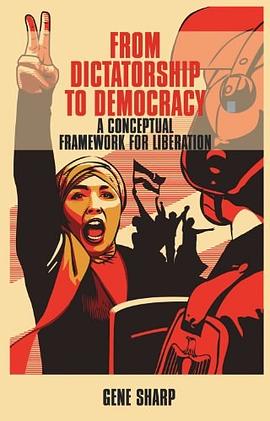 FROM
DICTATORSHIP
TO DEMOCRACY
A CONCEPTUAL
FRAMEWORK FOR LIBERATION
GENE SHARP